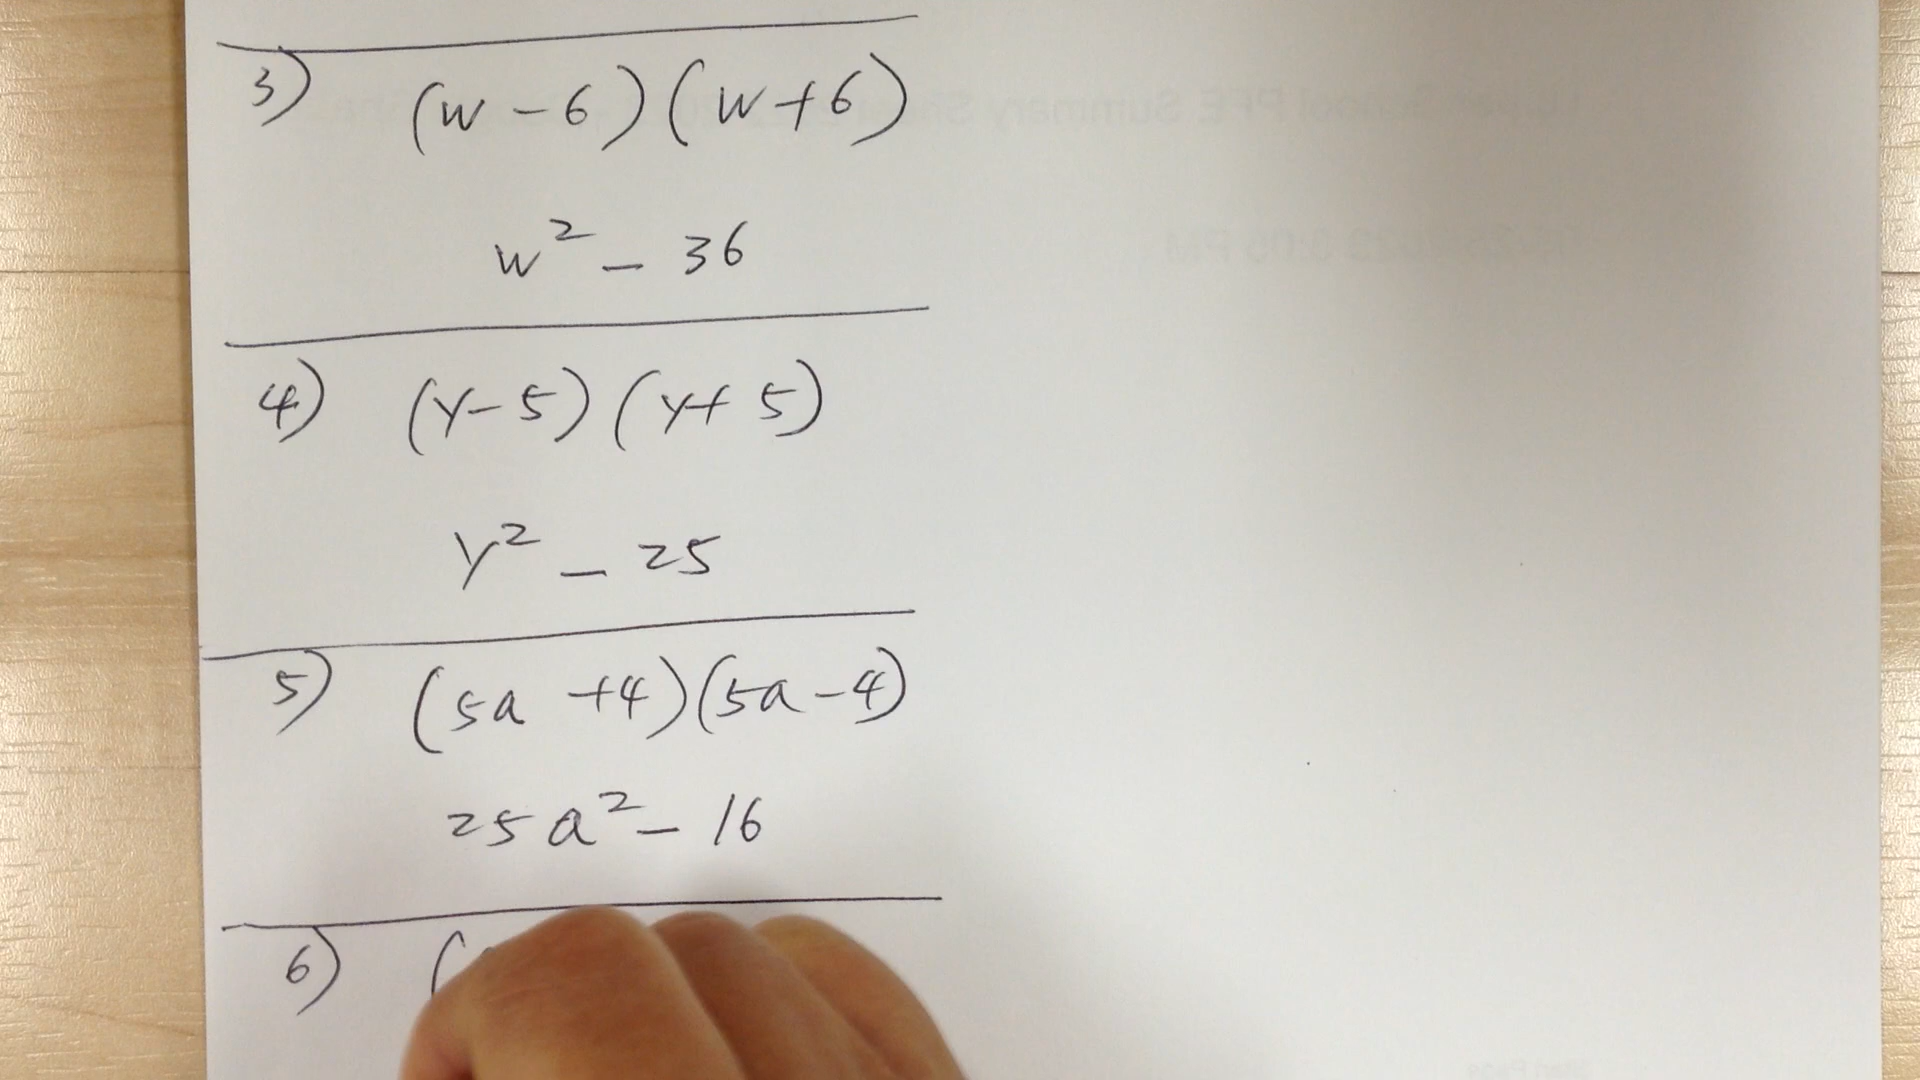 3) (w - 6)(w + 6)
w² - 36
4) (y - 5)(y + 5)
y² - 25
5) (5a + 4)(5a - 4)
25a² - 16
6) (